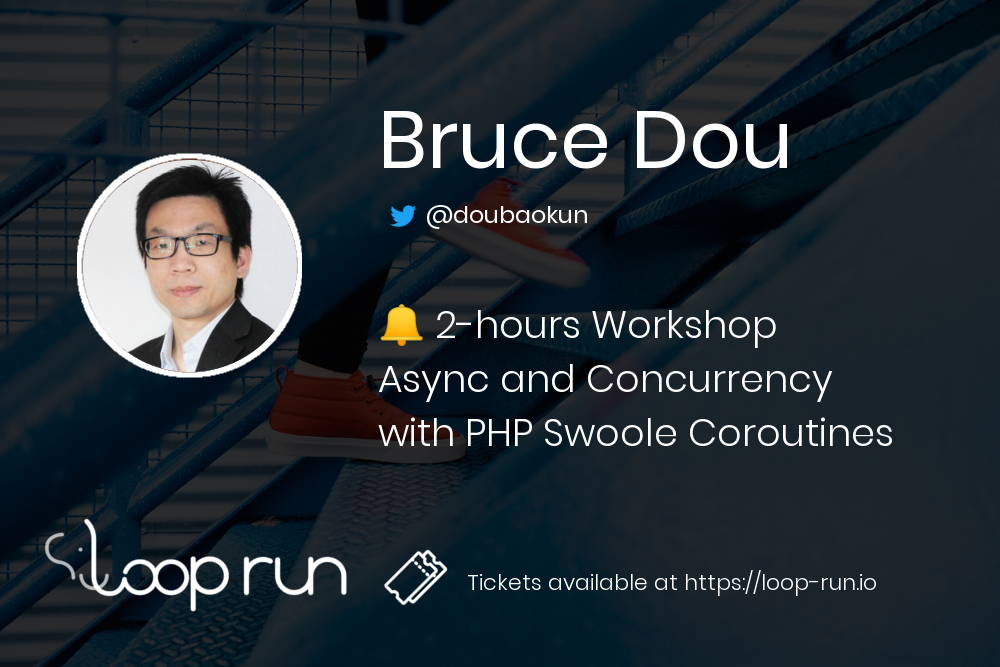 Bruce Dou
@doubaokun
🔔 2-hours Workshop
Async and Concurrency
with PHP Swoole Coroutines
loop run
Tickets available at https://loop-run.io